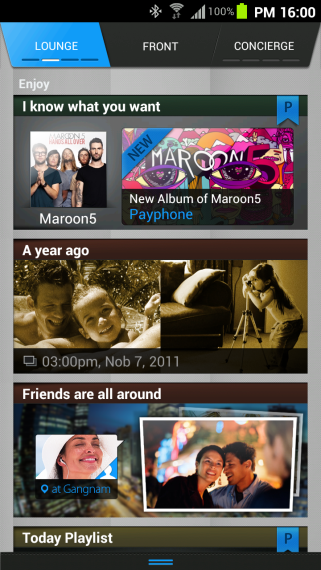 100% PM 16:00
LOUNGE FRONT CONCIERGE
Enjoy
I know what you want P
MAROON5
HANDS ALL OVER
Maroon5
NEW
MAROON 5
New Album of Maroon5
Payphone
A year ago
03:00pm, Nob 7, 2011
Friends are all around
at Gangnam
Today Playlist P